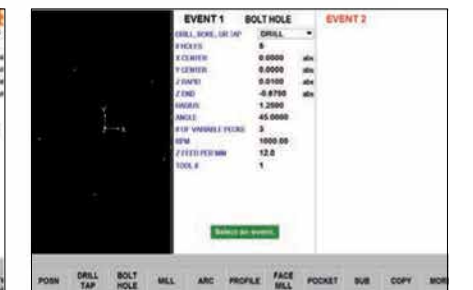 EVENT 1 BOLT HOLE EVENT 2
DRILL, BORE, OR TAP DRILL
# HOLES
X CENTER 0.0000 abs
Y CENTER 0.0000 abs
Z RAPID 0.0100 abs
Z END abs
RADIUS 1.2500
ANGLE 45.0000
# OF VARIABLE PECKS 3
RPM 1000.00
Z FEED PER MIN 12.0
TOOL # 1
Select an event.
POSN DRILL TAP BOLT HOLE MILL ARC PROFILE FACE MILL POCKET SUB COPY MORE